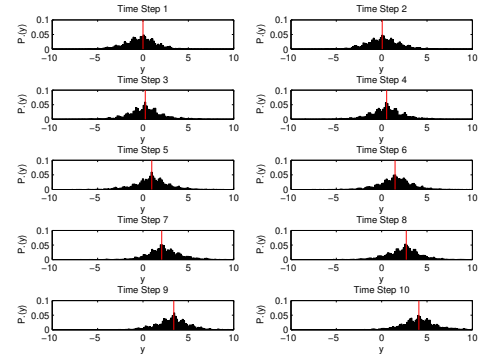 Time Step 1
0.1
0.05
0
P.(y)
−10 −5 0 5 10
y
Time Step 2
0.1
0.05
0
P.(y)
−10 −5 0 5 10
y
Time Step 3
0.1
0.05
0
P.(y)
−10 −5 0 5 10
y
Time Step 4
0.1
0.05
0
P.(y)
−10 −5 0 5 10
y
Time Step 5
0.1
0.05
0
P.(y)
−10 −5 0 5 10
y
Time Step 6
0.1
0.05
0
P.(y)
−10 −5 0 5 10
y
Time Step 7
0.1
0.05
0
P.(y)
−10 −5 0 5 10
y
Time Step 8
0.1
0.05
0
P.(y)
−10 −5 0 5 10
y
Time Step 9
0.1
0.05
0
P.(y)
−10 −5 0 5 10
y
Time Step 10
0.1
0.05
0
P.(y)
−10 −5 0 5 10
y